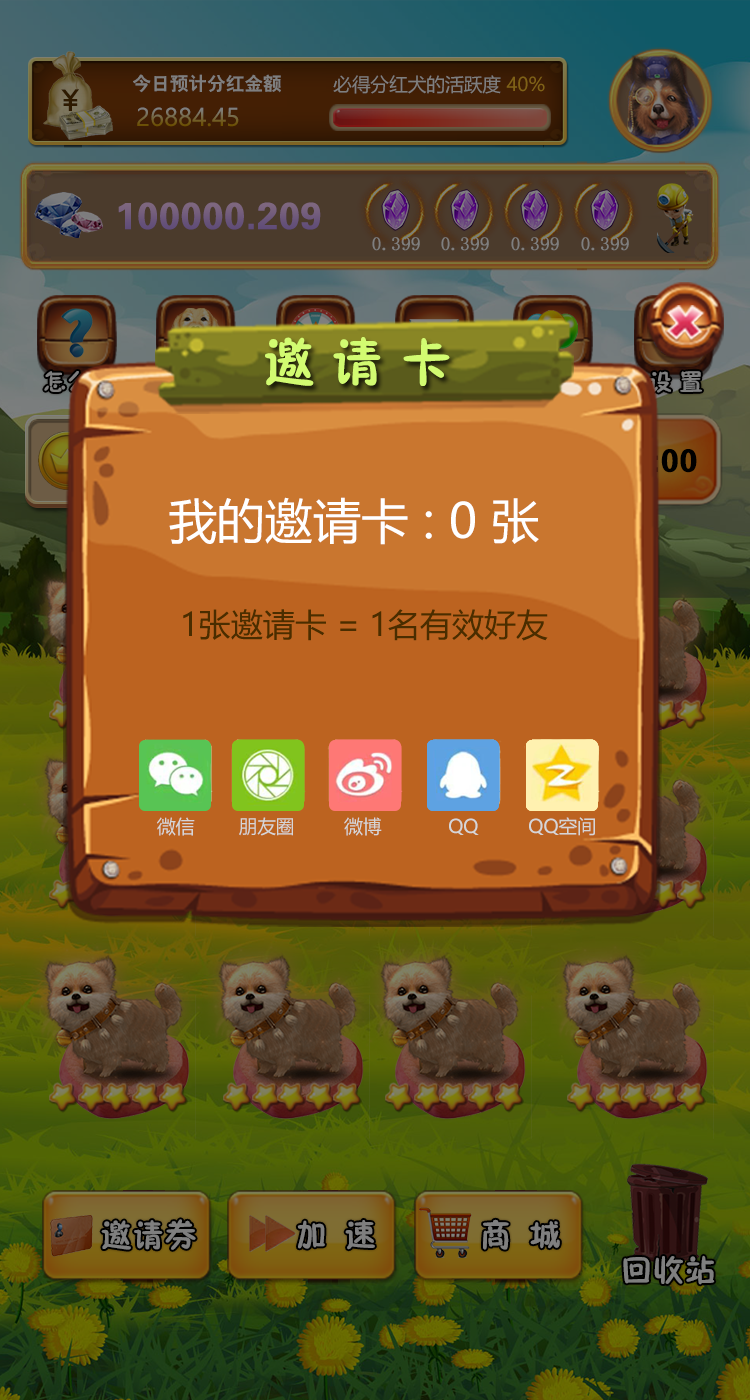 今日预计分红金额
必得分红犬的活跃度 40%
¥
26884.45
100000.209
0.399 0.399 0.399 0.399
邀请卡
设置
00
我的邀请卡 : 0 张
1张邀请卡 = 1名有效好友
微信 朋友圈 微博 QQ QQ空间
邀请券 加速 商城
回收站